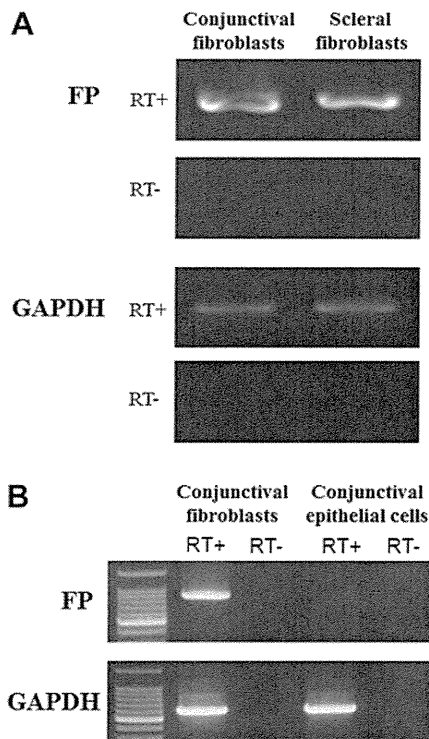 A
Conjunctival fibroblasts
Scleral fibroblasts
FP
RT+
RT-
GAPDH
RT+
RT-
B
Conjunctival fibroblasts
Conjunctival epithelial cells
RT+ RT- RT+ RT-
FP
GAPDH